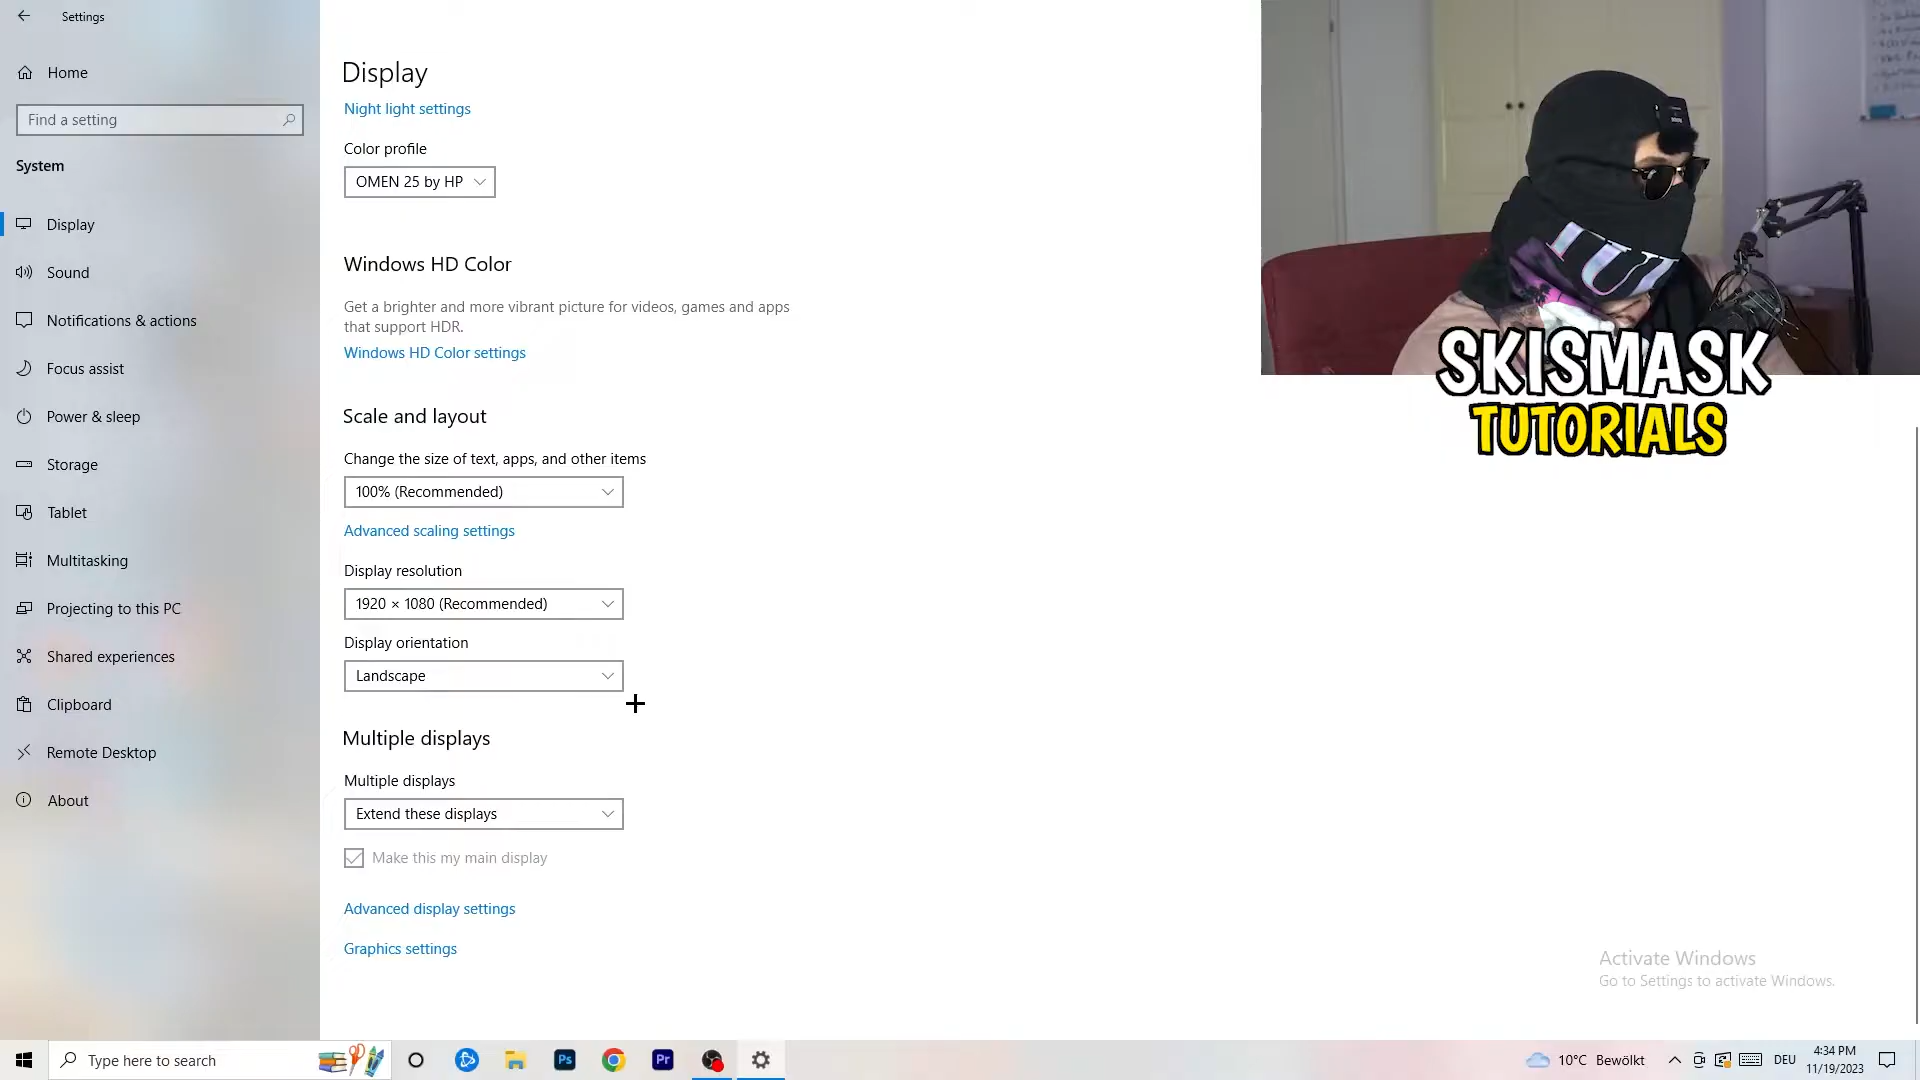 Settings
Home
Find a setting
System
Display
Sound
Notifications & actions
Focus assist
Power & sleep
Storage
Tablet
Multitasking
Projecting to this PC
Shared experiences
Clipboard
Remote Desktop
About
Display
Night light settings
Color profile
OMEN 25 by HP
Windows HD Color
Get a brighter and more vibrant picture for videos, games and apps
that support HDR.
Windows HD Color settings
Scale and layout
Change the size of text, apps, and other items
100% (Recommended)
Advanced scaling settings
Display resolution
1920 × 1080 (Recommended)
Display orientation
Landscape
Multiple displays
Multiple displays
Extend these displays
Make this my main display
Advanced display settings
Graphics settings
SKISMASK
TUTORIALS
Activate Windows
Go to Settings to activate Windows.
Type here to search
Ps
Pr
10°C Bewölkt
DEU
4:34 PM
11/19/2023